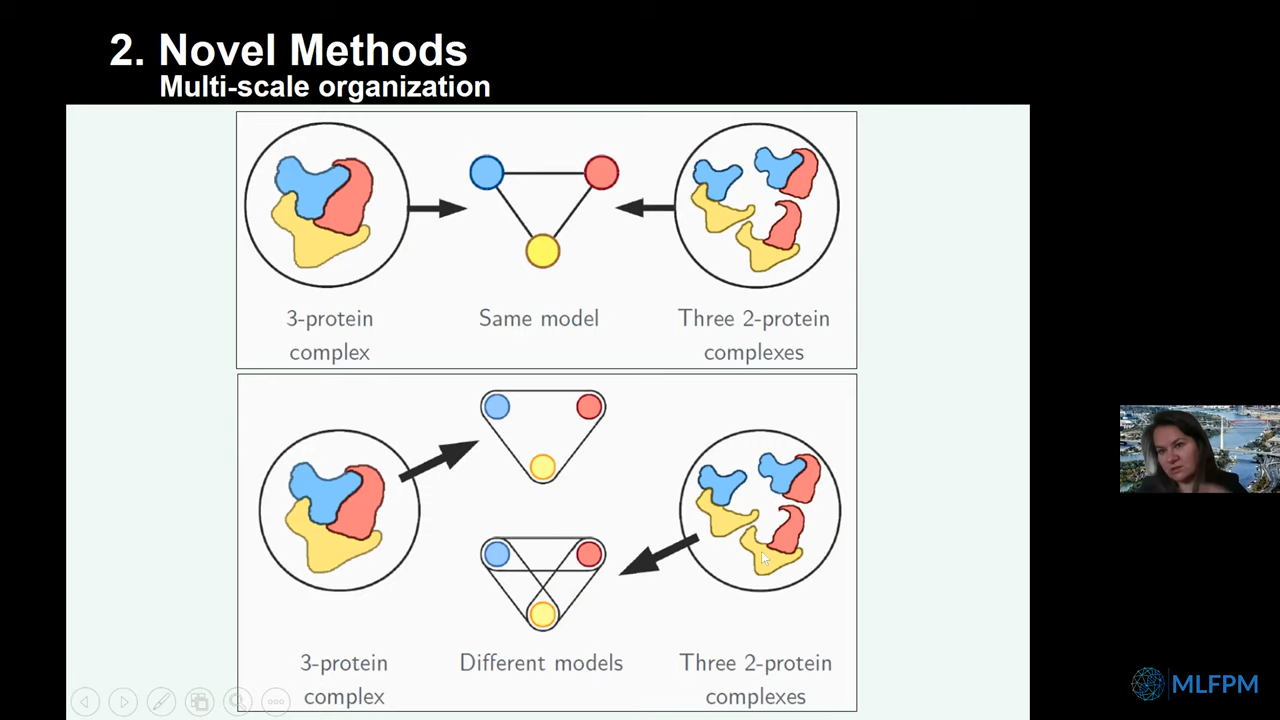 2. Novel Methods
Multi-scale organization
3-protein
complex
Same model
Three 2-protein
complexes
3-protein
complex
Different models
Three 2-protein
complexes
MLFPM